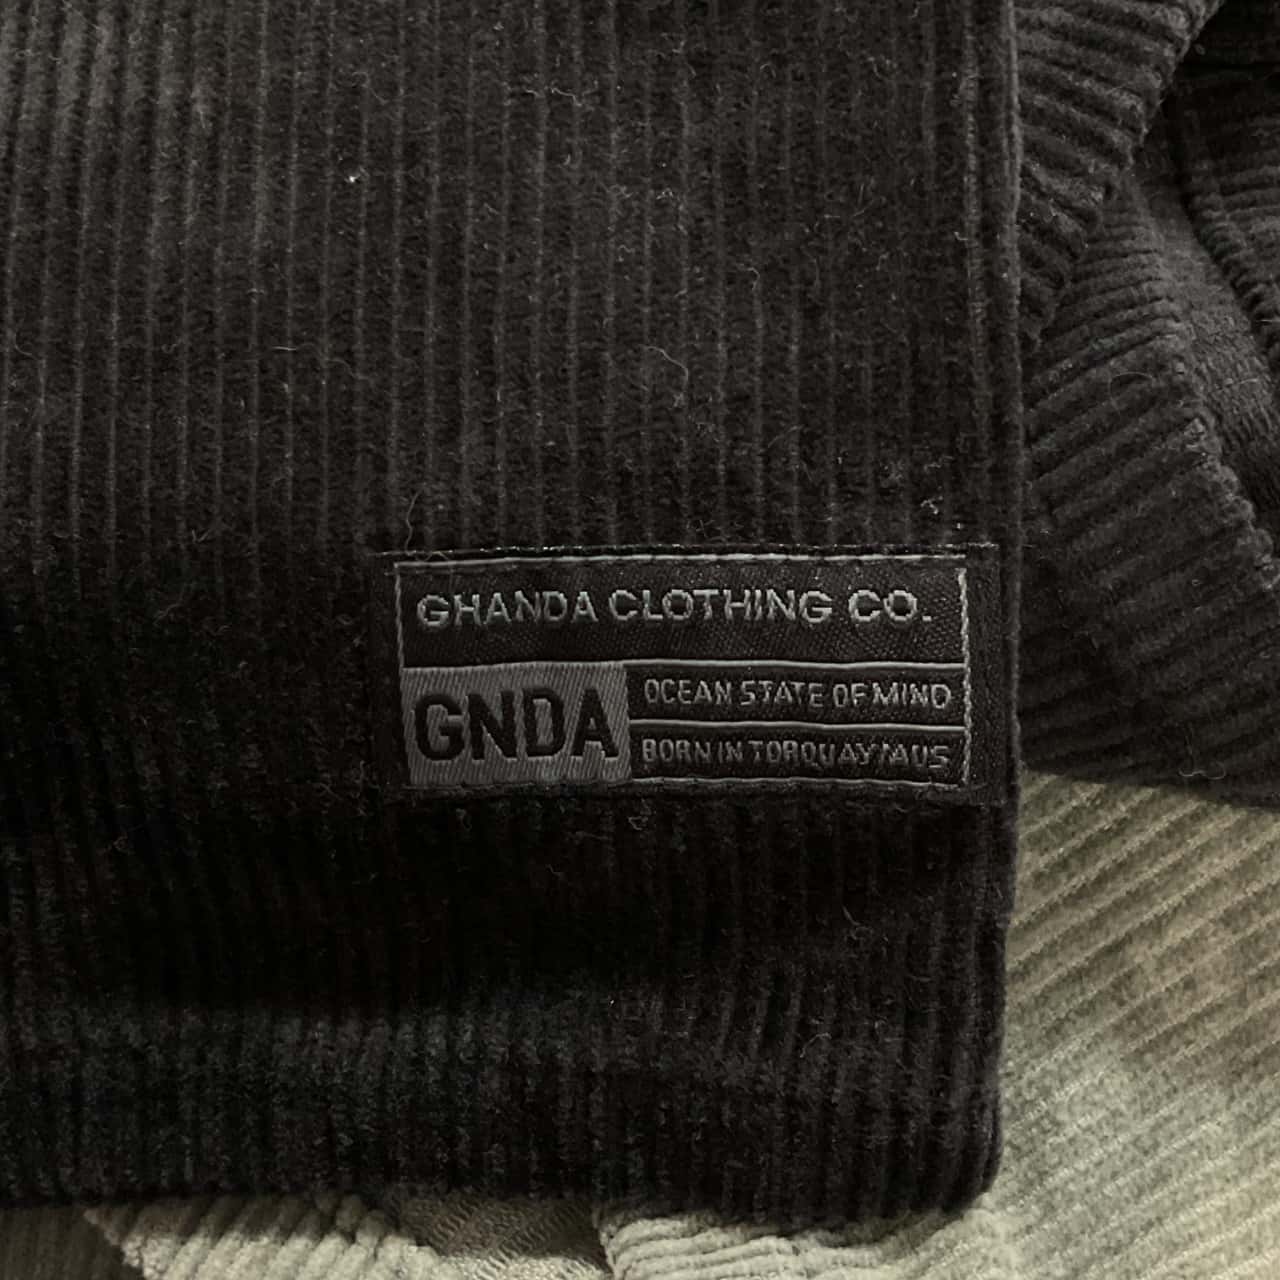 GHANDA CLOTHING CO.
GNDA
OCEAN STATE OF MIND
BORN IN TORQUAY/AUS